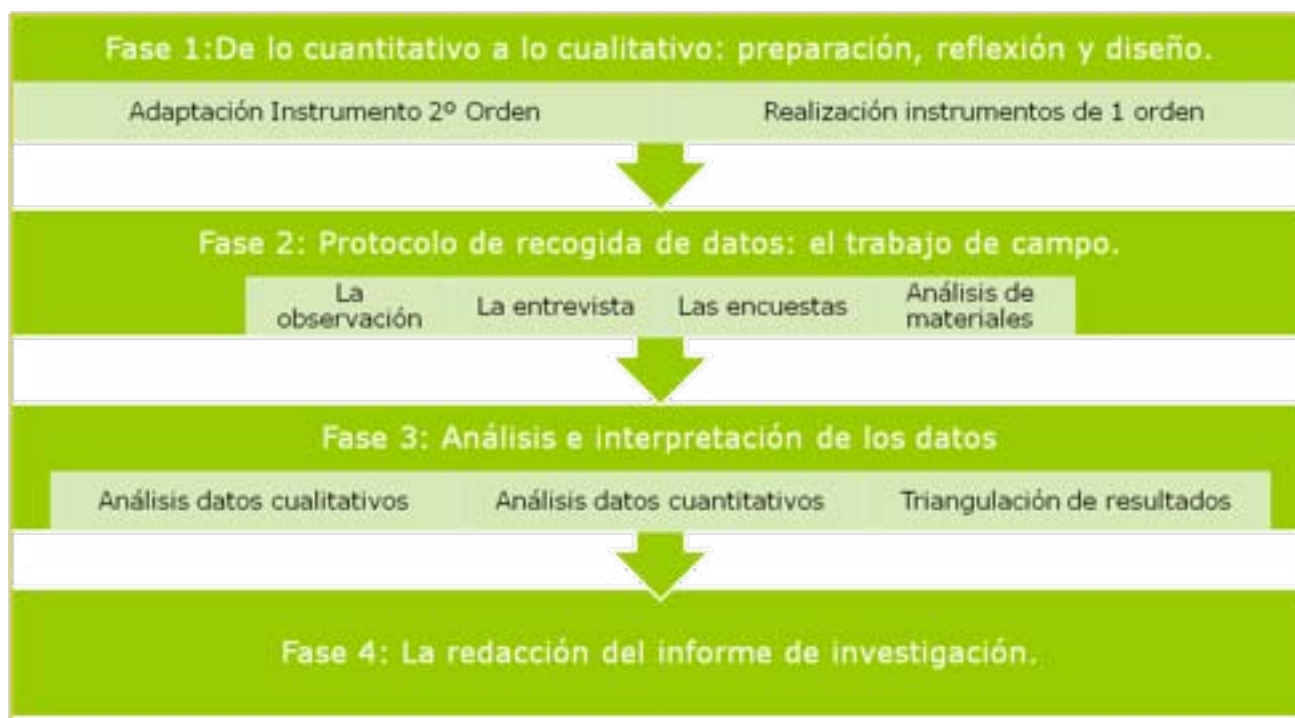 Fase 1:De lo cuantitativo a lo cualitativo: preparación, reflexión y diseño.
Adaptación Instrumento 2º Orden
Realización instrumentos de 1 orden
Fase 2: Protocolo de recogida de datos: el trabajo de campo.
La
observación
La entrevista
Las encuestas
Análisis de
materiales
Fase 3: Análisis e interpretación de los datos
Análisis datos cualitativos
Análisis datos cuantitativos
Triangulación de resultados
Fase 4: La redacción del informe de investigación.